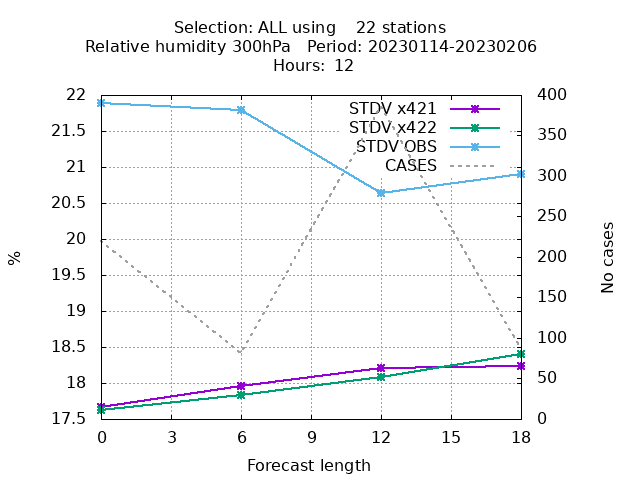 Selection: ALL using    22 stations
Relative humidity 300hPa   Period: 20230114-20230206
Hours: 12
22
21.5
21
20.5
20
19.5
19
18.5
18
17.5
%
STDV x421
STDV x422
STDV OBS
CASES
400
350
300
250
200
150
100
50
0
No cases
0 3 6 9 12 15 18
Forecast length